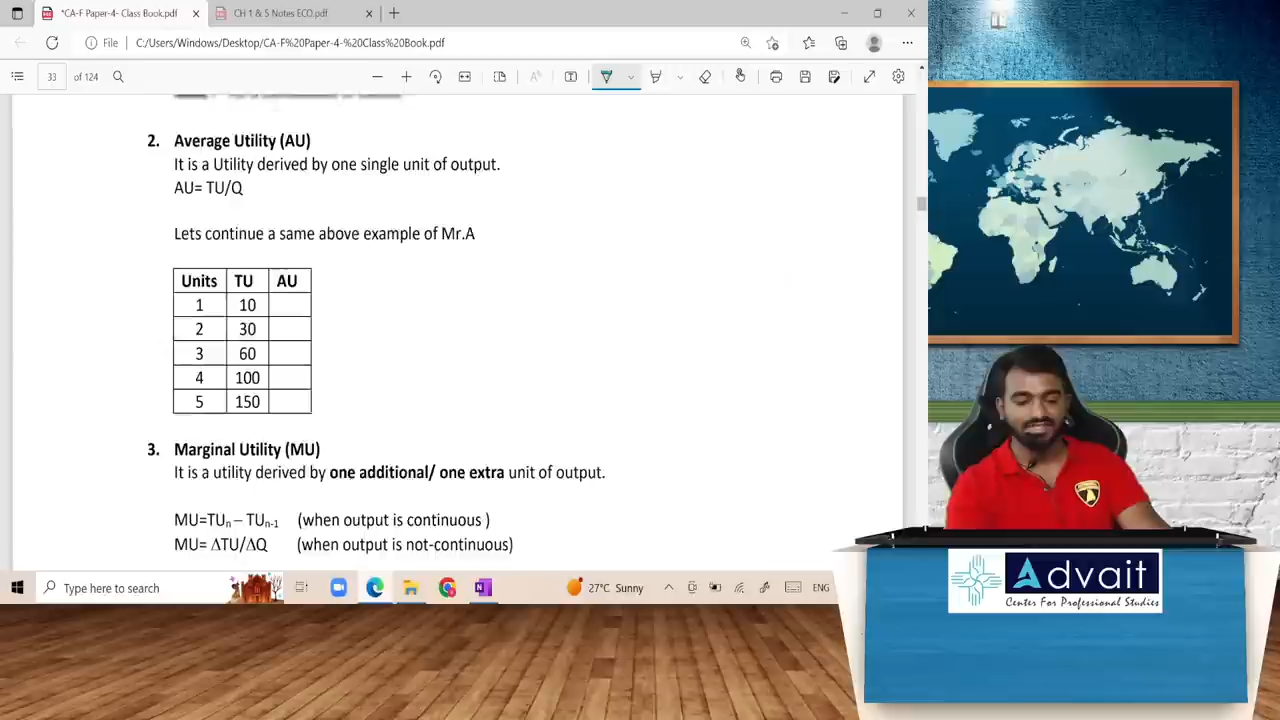 *CA-F Paper-4- Class Book.pdf
CH 1 & 5 Notes ECO.pdf
File
C:/Users/Windows/Desktop/CA-F%20Paper-4-%20Class%20Book.pdf
33 of 124
2. Average Utility (AU)
It is a Utility derived by one single unit of output.
AU= TU/Q
Lets continue a same above example of Mr.A
Units TU AU
1 10
2 30
3 60
4 100
5 150
3. Marginal Utility (MU)
It is a utility derived by one additional/ one extra unit of output.
MU=TUn – TUn-1 (when output is continuous )
MU= ΔTU/ΔQ (when output is not-continuous)
Type here to search
27°C Sunny
ENG
Advait
Center For Professional Studies